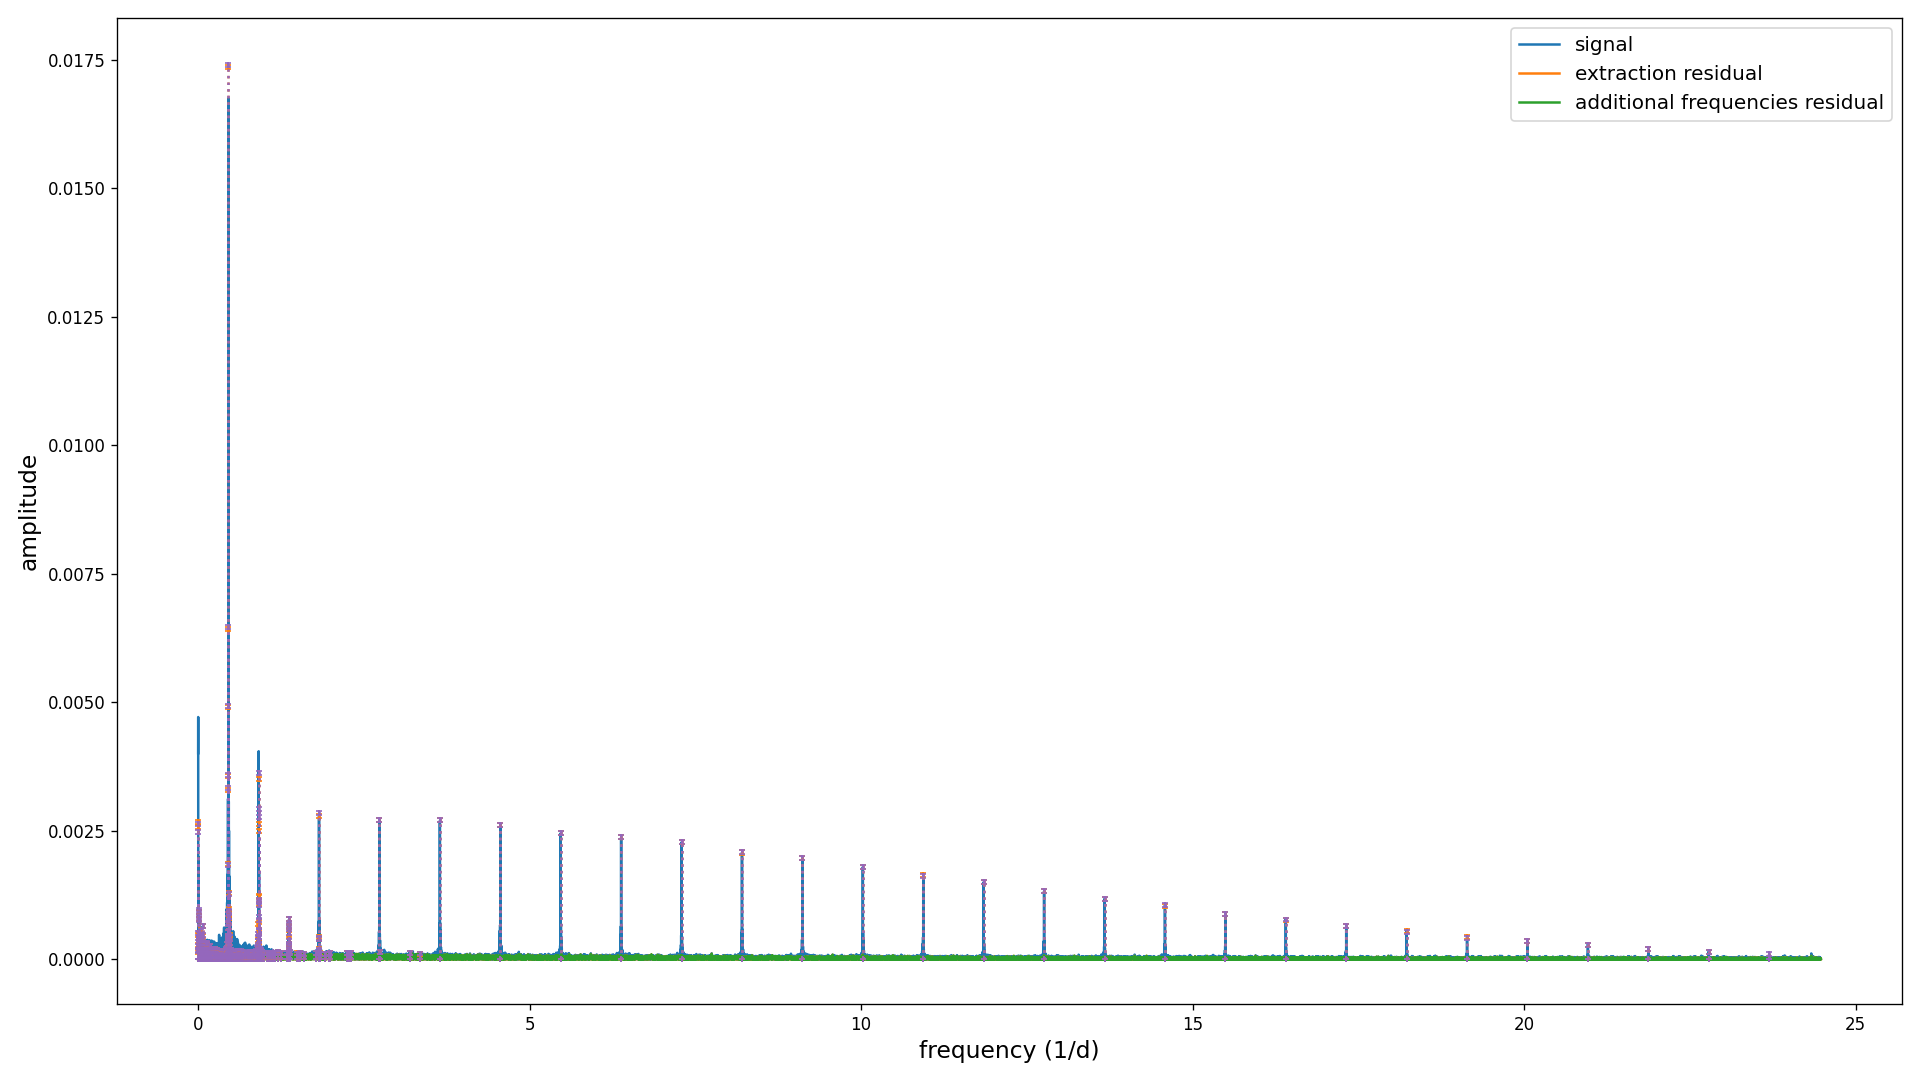 signal
extraction residual
additional frequencies residual
0.0175
0.0150
0.0125
0.0100
0.0075
0.0050
0.0025
0.0000
amplitude
0 5 10 15 20 25
frequency (1/d)